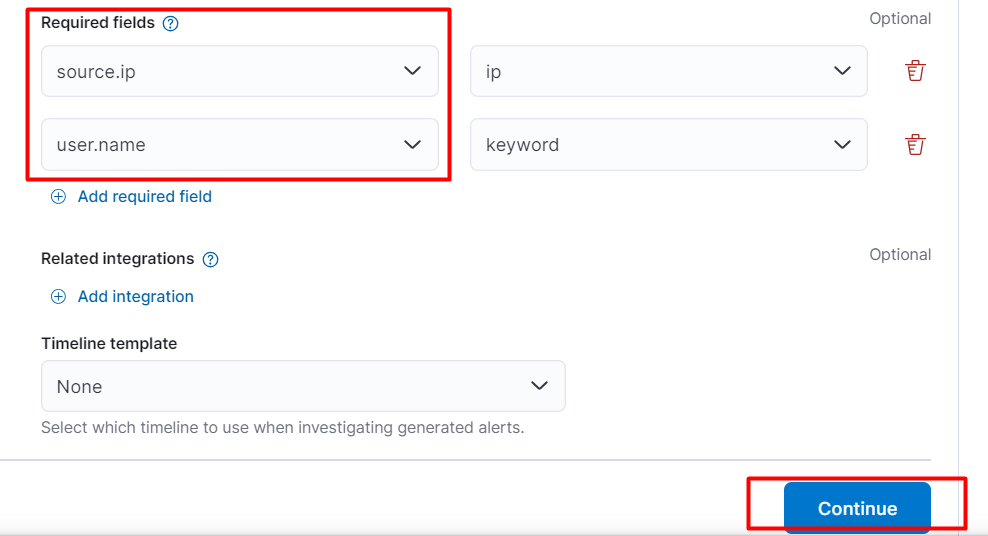 Required fields
Optional
source.ip
ip
user.name
keyword
Add required field
Related integrations
Optional
Add integration
Timeline template
None
Select which timeline to use when investigating generated alerts.
Continue